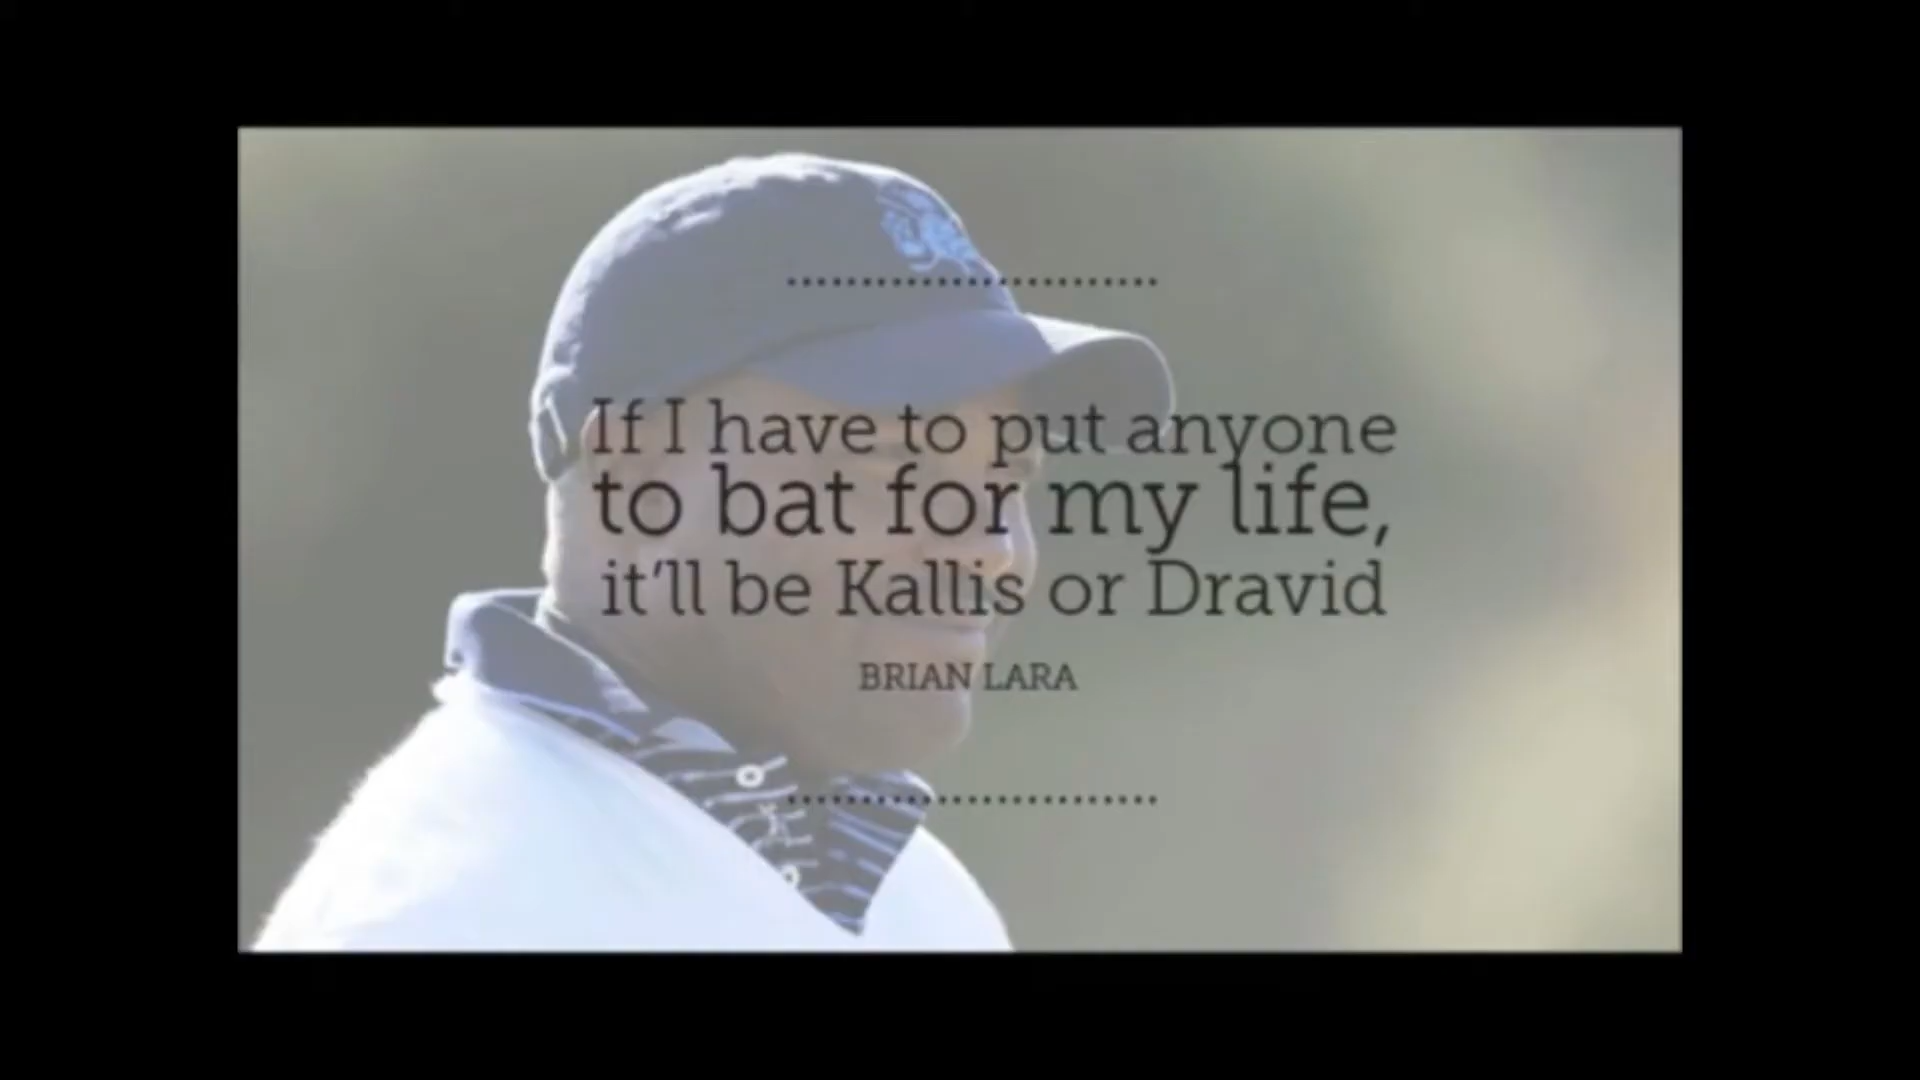 If I have to put anyone
to bat for my life,
it'll be Kallis or Dravid
BRIAN LARA